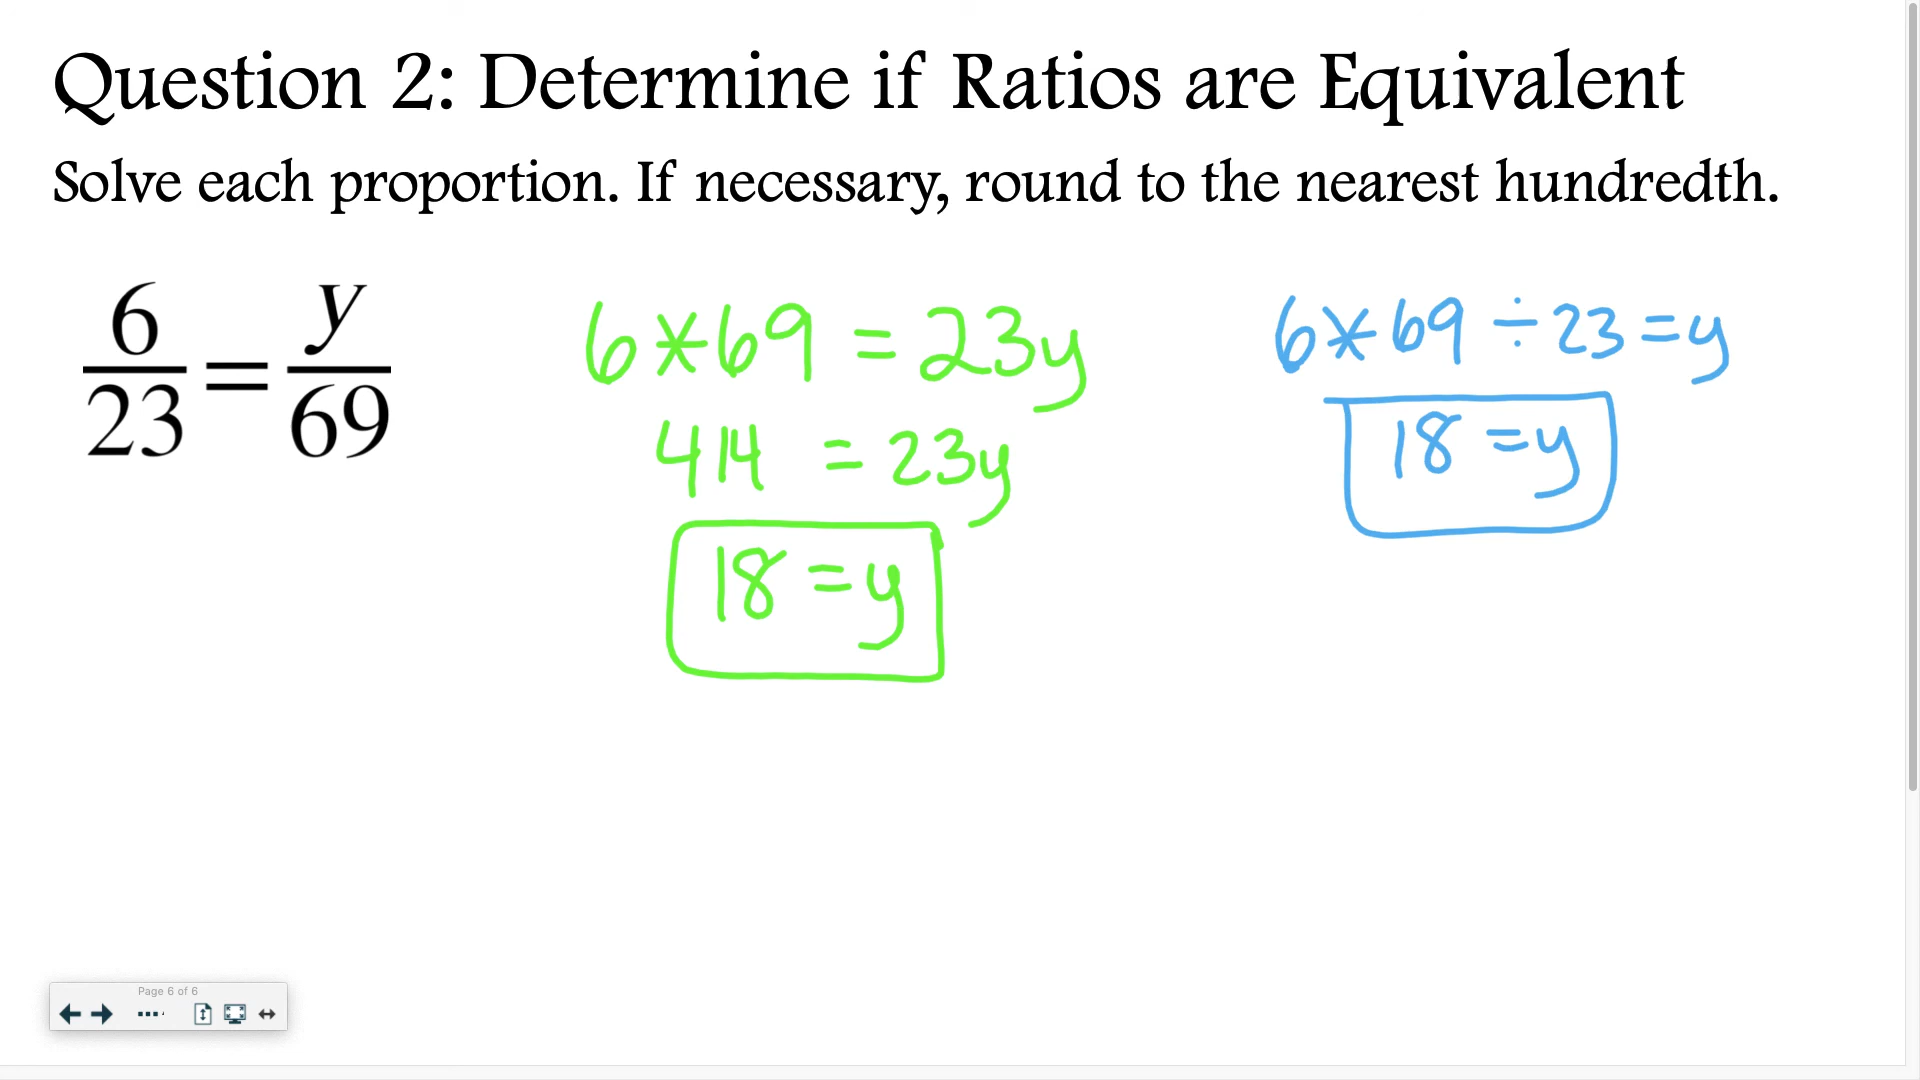 Question 2: Determine if Ratios are Equivalent
Solve each proportion. If necessary, round to the nearest hundredth.
6/23 = y/69
6*69 = 23y
414 = 23y
18 = y
6*69 ÷ 23 = y
18 = y
Page 6 of 6